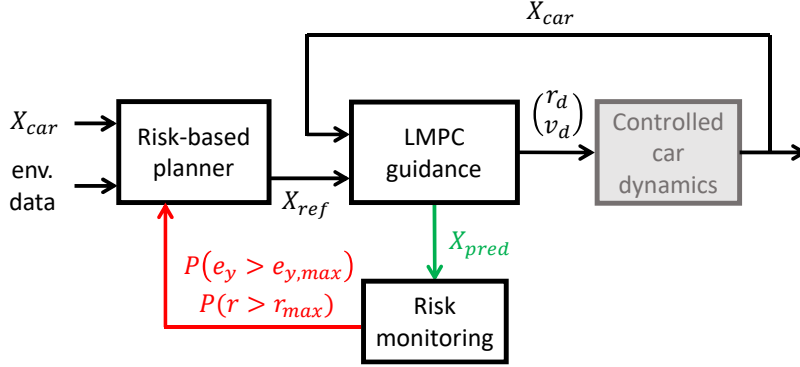 X_car
X_car
env.
data
Risk-based
planner
X_ref
LMPC
guidance
(r_d
v_d)
Controlled
car
dynamics
X_pred
P(e_y > e_{y,max})
P(r > r_max)
Risk
monitoring